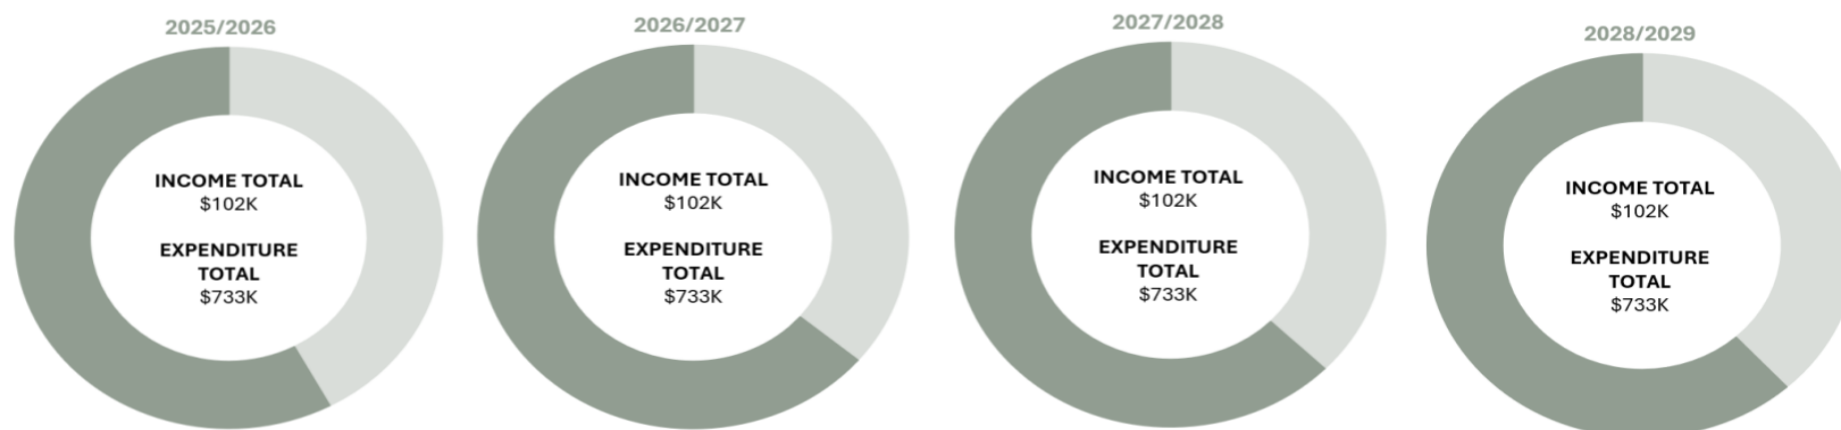 2025/2026
INCOME TOTAL
$102K
EXPENDITURE
TOTAL
$733K
2026/2027
INCOME TOTAL
$102K
EXPENDITURE
TOTAL
$733K
2027/2028
INCOME TOTAL
$102K
EXPENDITURE
TOTAL
$733K
2028/2029
INCOME TOTAL
$102K
EXPENDITURE
TOTAL
$733K